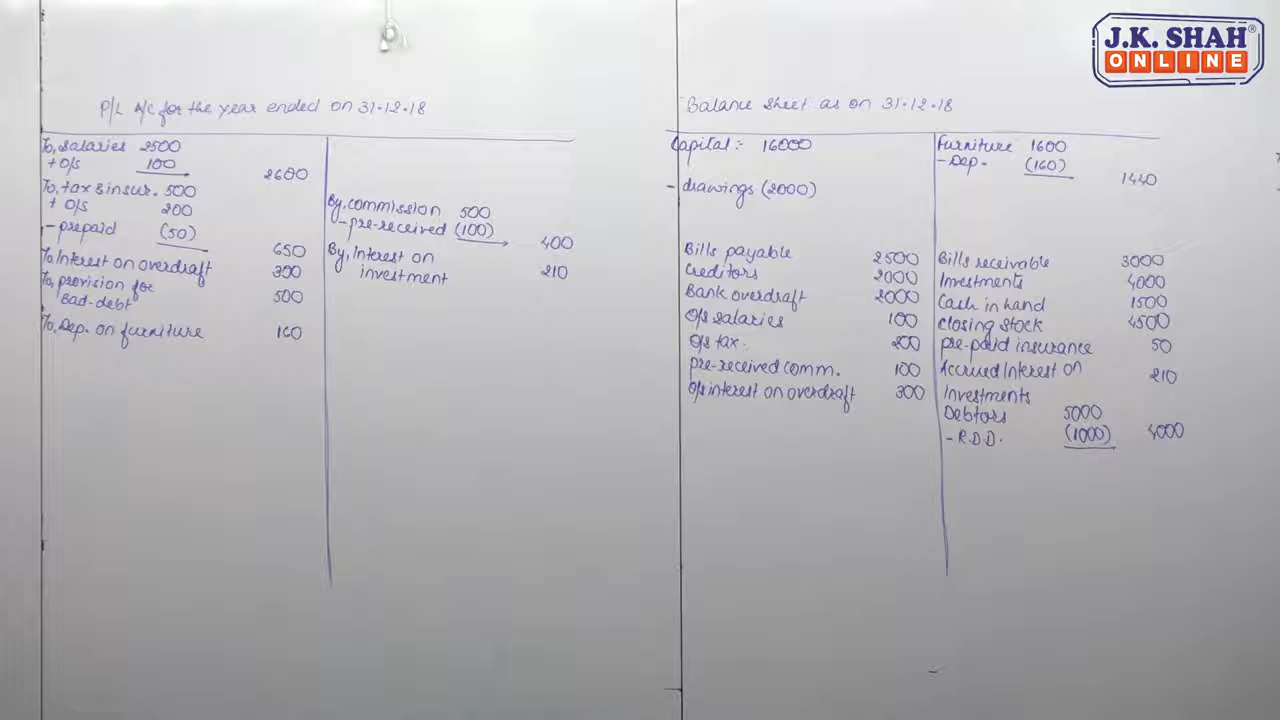 J.K. SHAH®
ONLINE
P/L A/C for the year ended on 31.12.18
To, Salaries 2500
+ O/S 100
2600
To, tax & insur. 500
+ O/S 200
- prepaid (50)
650
To Interest on overdraft 300
To, provision for
Bad-debt 500
To, Dep. on furniture 160
By, commission 500
- pre-received (100)
400
By, Interest on
investment 210
Balance Sheet as on 31.12.18
Capital :- 16000
- drawings (2000)
Bills payable 2500
Creditors 2000
Bank overdraft 2000
O/S salaries 100
O/S tax. 200
pre-received comm. 100
O/s interest on overdraft 300
Furniture 1600
- Dep. (160)
1440
Bills receivable 3000
Investments 4000
Cash in hand 1500
Closing stock 4500
pre-paid insurance 50
Accrued Interest on 210
Investments
Debtors 5000
- R.D.D. (1000) 4000